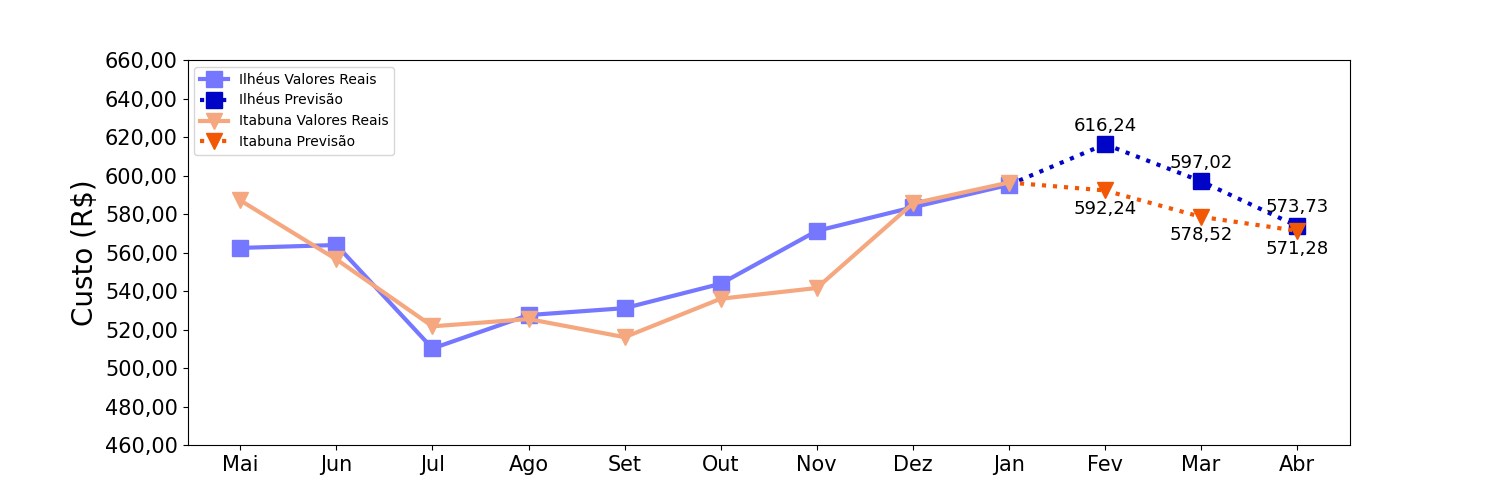 Custo (R$)
660,00
640,00
620,00
600,00
580,00
560,00
540,00
520,00
500,00
480,00
460,00
Ilhéus Valores Reais
Ilhéus Previsão
Itabuna Valores Reais
Itabuna Previsão
616,24
597,02
573,73
592,24
578,52
571,28
Mai Jun Jul Ago Set Out Nov Dez Jan Fev Mar Abr